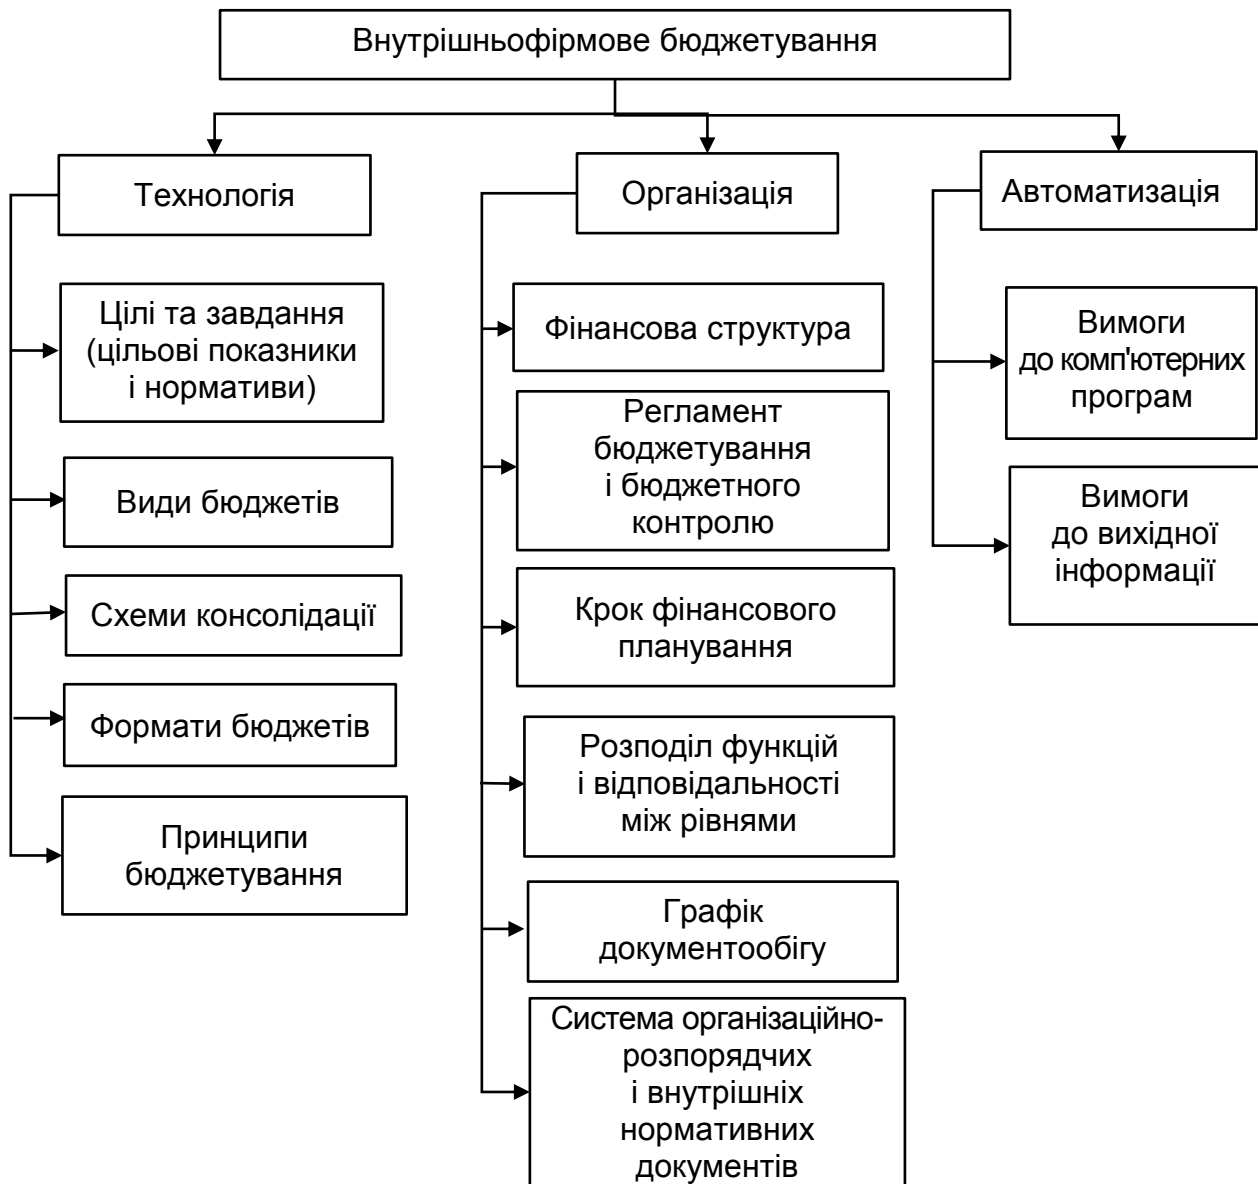 Внутрішньофірмове бюджетування
Технологія
Цілі та завдання
(цільові показники
і нормативи)
Види бюджетів
Схеми консолідації
Формати бюджетів
Принципи
бюджетування
Організація
Фінансова структура
Регламент
бюджетування
і бюджетного
контролю
Крок фінансового
планування
Розподіл функцій
і відповідальності
між рівнями
Графік
документообігу
Система організаційно-
розпорядчих
і внутрішніх
нормативних
документів
Автоматизація
Вимоги
до комп'ютерних
програм
Вимоги
до вихідної
інформації